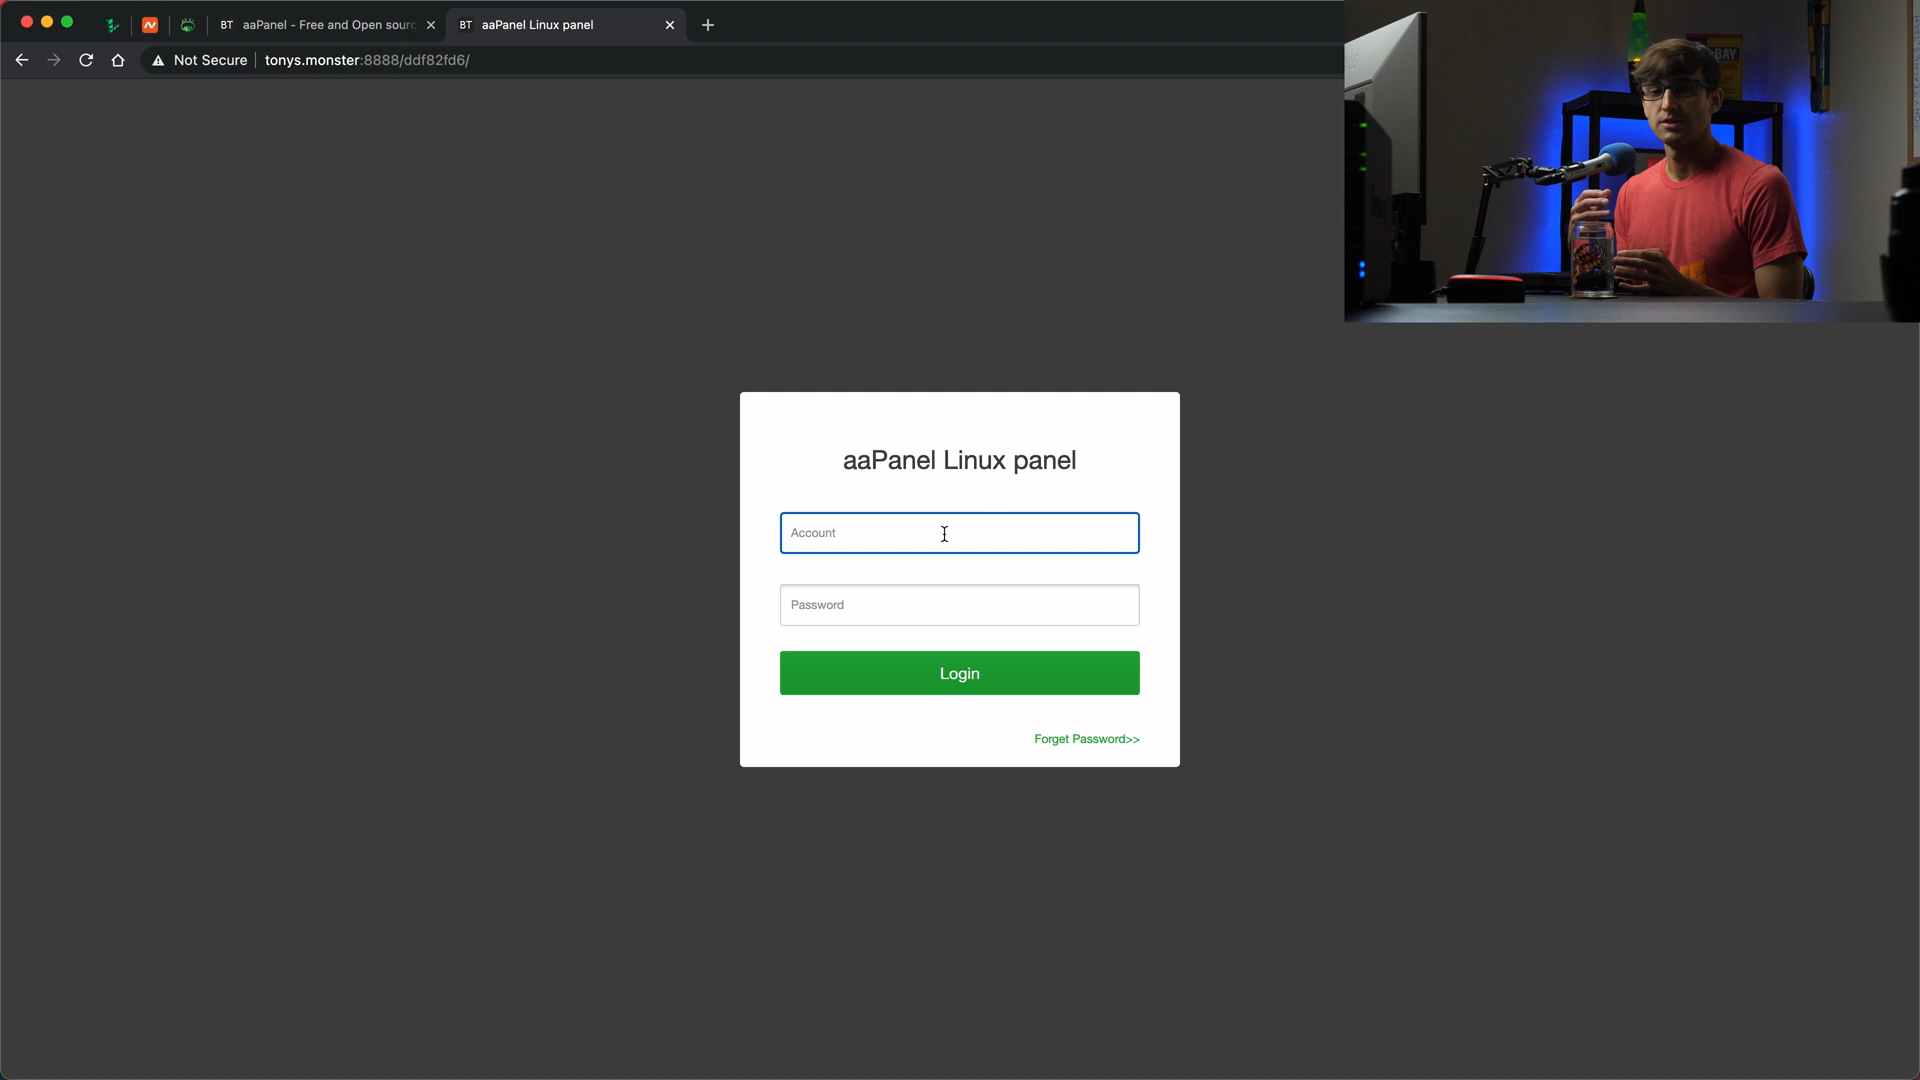 BT aaPanel - Free and Open sourc
BT aaPanel Linux panel
Not Secure tonys.monster:8888/ddf82fd6/
BAY
aaPanel Linux panel
Account
Password
Login
Forget Password>>